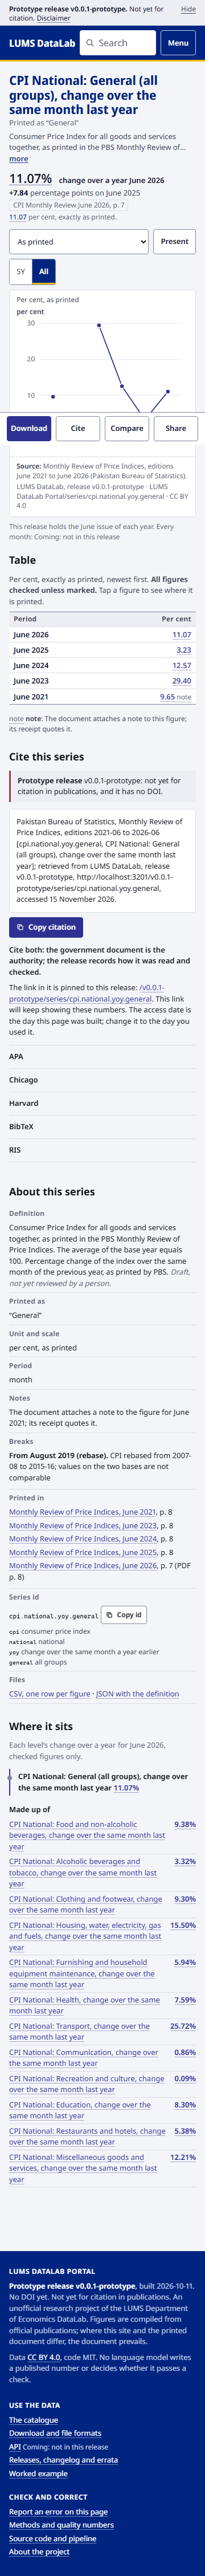 Prototype release v0.0.1-prototype. Not yet for citation. Disclaimer
Hide
LUMS DataLab
Search
Menu
CPI National: General (all
groups), change over the
same month last year
Printed as “General”
Consumer Price Index for all goods and services
together, as printed in the PBS Monthly Review of…
more
11.07% change over a year June 2026
+7.84 percentage points on June 2025
CPI Monthly Review June 2026, p. 7
11.07 per cent, exactly as printed.
As printed
Present
5Y
All
Per cent, as printed
per cent
30
20
10
Download
Cite
Compare
Share
Source: Monthly Review of Price Indices, editions
June 2021 to June 2026 (Pakistan Bureau of Statistics).
LUMS DataLab, release v0.0.1-prototype · LUMS
DataLab Portal/series/cpi.national.yoy.general · CC BY
4.0
This release holds the June issue of each year. Every
month: Coming: not in this release
Table
Per cent, exactly as printed, newest first. All figures
checked unless marked. Tap a figure to see where it
is printed.
Period Per cent
June 2026 11.07
June 2025 3.23
June 2024 12.57
June 2023 29.40
June 2021 9.65 note
note note: The document attaches a note to this figure;
its receipt quotes it.
Cite this series
Prototype release v0.0.1-prototype: not yet for
citation in publications, and it has no DOI.
Pakistan Bureau of Statistics, Monthly Review of
Price Indices, editions 2021-06 to 2026-06
[cpi.national.yoy.general, CPI National: General
(all groups), change over the same month last
year]; retrieved from LUMS DataLab, release
v0.0.1-prototype, http://localhost:3201/v0.0.1-
prototype/series/cpi.national.yoy.general,
accessed 15 November 2026.
Copy citation
Cite both: the government document is the
authority; the release records how it was read and
checked.
The link in it is pinned to this release: /v0.0.1-
prototype/series/cpi.national.yoy.general. This link
will keep showing these numbers. The access date is
the day this page was built; change it to the day you
used it.
APA
Chicago
Harvard
BibTeX
RIS
About this series
Definition
Consumer Price Index for all goods and services
together, as printed in the PBS Monthly Review of
Price Indices. The average of the base year equals
100. Percentage change of the index over the same
month of the previous year, as printed by PBS. Draft,
not yet reviewed by a person.
Printed as
“General”
Unit and scale
per cent, as printed
Period
month
Notes
The document attaches a note to the figure for June
2021; its receipt quotes it.
Breaks
From August 2019 (rebase). CPI rebased from 2007-
08 to 2015-16; values on the two bases are not
comparable
Printed in
Monthly Review of Price Indices, June 2021, p. 8
Monthly Review of Price Indices, June 2023, p. 8
Monthly Review of Price Indices, June 2024, p. 8
Monthly Review of Price Indices, June 2025, p. 8
Monthly Review of Price Indices, June 2026, p. 7 (PDF
p. 8)
Series id
cpi.national.yoy.general Copy id
cpi consumer price index
national national
yoy change over the same month a year earlier
general all groups
Files
CSV, one row per figure · JSON with the definition
Where it sits
Each level’s change over a year for June 2026,
checked figures only.
CPI National: General (all groups), change over
the same month last year 11.07%
Made up of
CPI National: Food and non-alcoholic
beverages, change over the same month last
year
9.38%
CPI National: Alcoholic beverages and
tobacco, change over the same month last
year
3.32%
CPI National: Clothing and footwear, change
over the same month last year
9.30%
CPI National: Housing, water, electricity, gas
and fuels, change over the same month last
year
15.50%
CPI National: Furnishing and household
equipment maintenance, change over the
same month last year
5.94%
CPI National: Health, change over the same
month last year
7.59%
CPI National: Transport, change over the
same month last year
25.72%
CPI National: Communication, change over
the same month last year
0.86%
CPI National: Recreation and culture, change
over the same month last year
0.09%
CPI National: Education, change over the
same month last year
8.30%
CPI National: Restaurants and hotels, change
over the same month last year
5.38%
CPI National: Miscellaneous goods and
services, change over the same month last
year
12.21%
LUMS DATALAB PORTAL
Prototype release v0.0.1-prototype, built 2026-10-11.
No DOI yet. Not yet for citation in publications. An
unofficial research project of the LUMS Department
of Economics DataLab. Figures are compiled from
official publications; where this site and the printed
document differ, the document prevails.
Data CC BY 4.0, code MIT. No language model writes
a published number or decides whether it passes a
check.
USE THE DATA
The catalogue
Download and file formats
API Coming: not in this release
Releases, changelog and errata
Worked example
CHECK AND CORRECT
Report an error on this page
Methods and quality numbers
Source code and pipeline
About the project